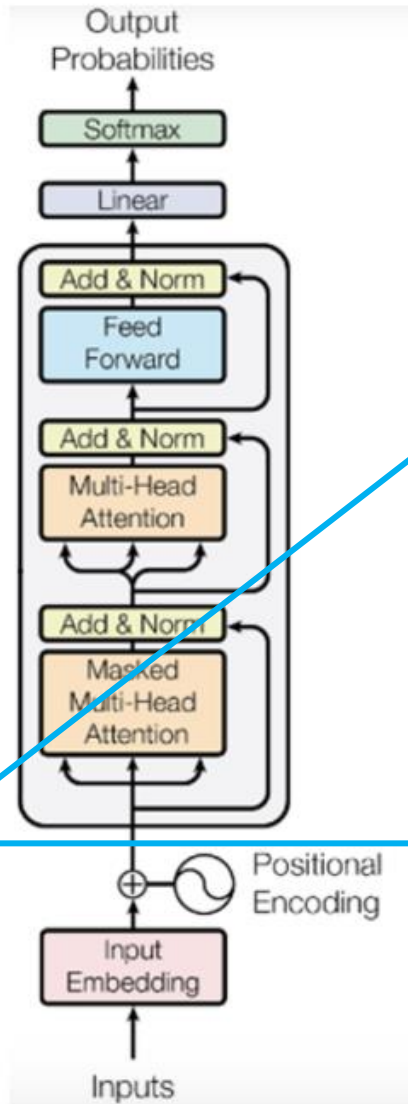 Output
Probabilities
Softmax
Linear
Add & Norm
Feed
Forward
Add & Norm
Multi-Head
Attention
Add & Norm
Masked
Multi-Head
Attention
Positional
Encoding
Input
Embedding
Inputs